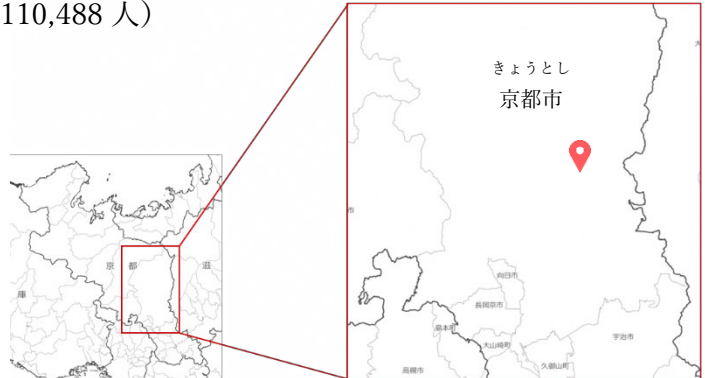 110,488 人）
きょうとし
京都市
京
都
滋
庫
市
向日市
長岡京市
島本町
大山崎町
宇治市
久御山町
高槻市
大